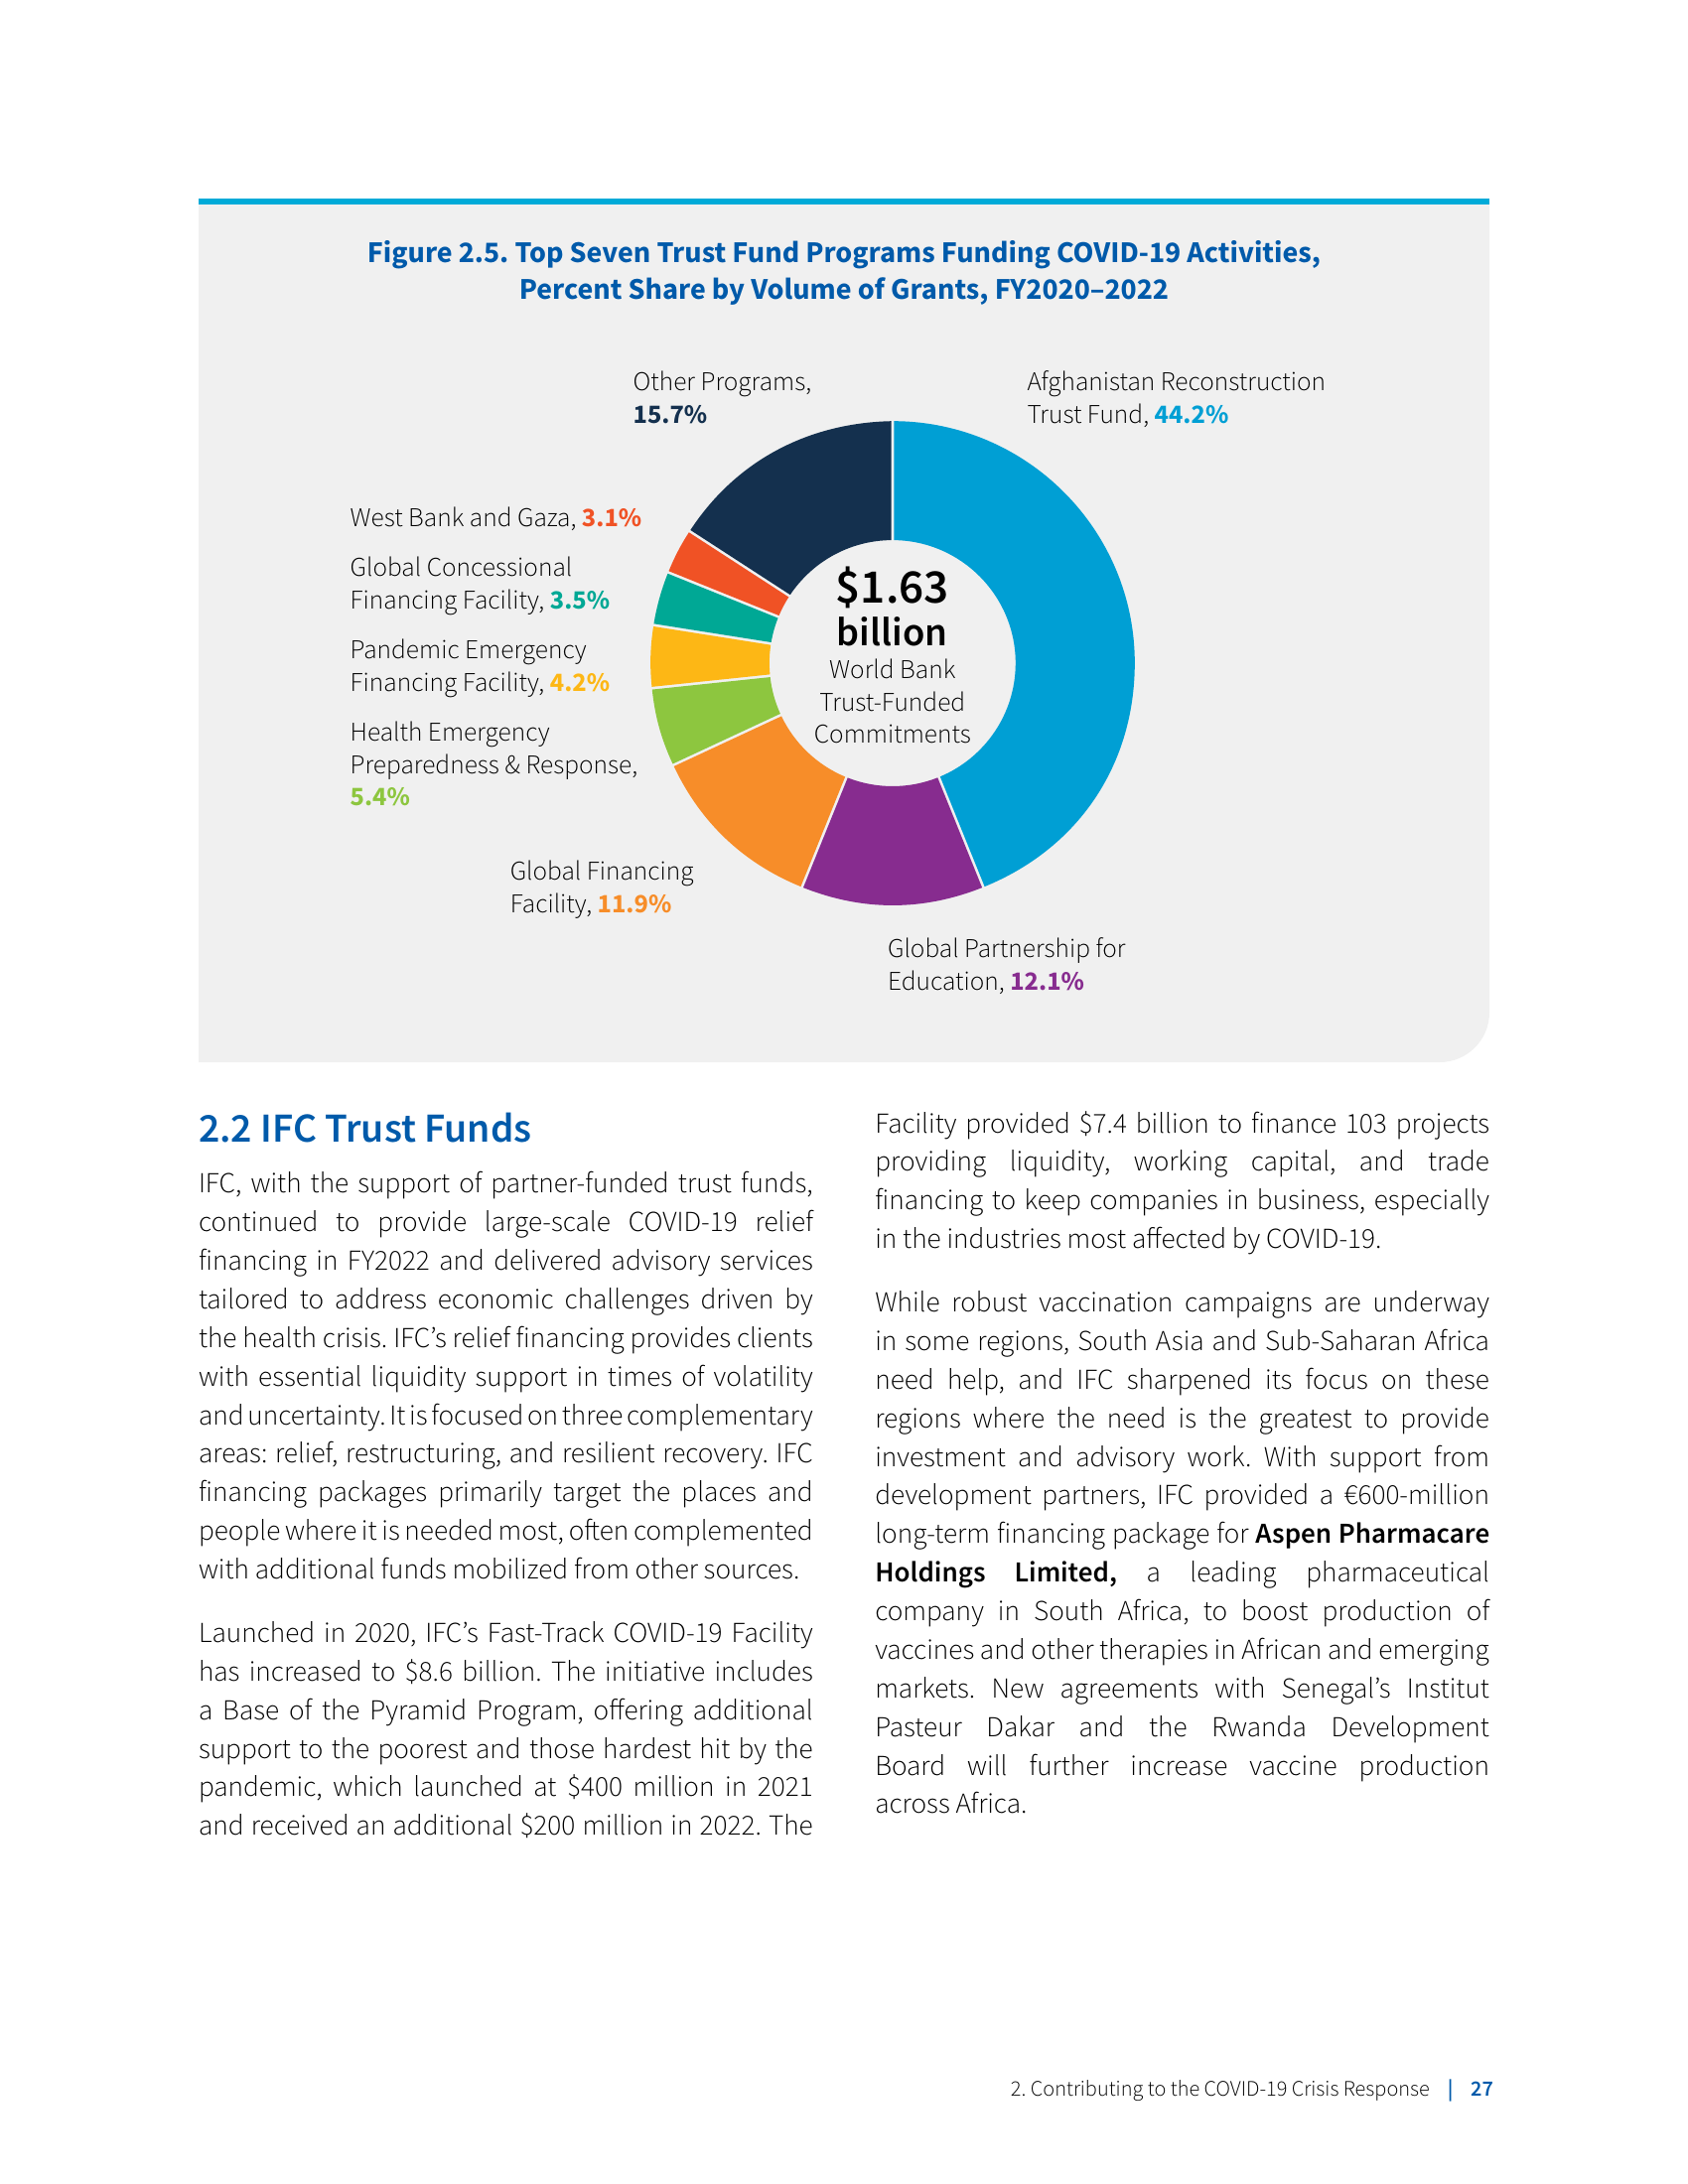 Figure 2.5. Top Seven Trust Fund Programs Funding COVID-19 Activities,
Percent Share by Volume of Grants, FY2020–2022
Other Programs,
15.7%
Afghanistan Reconstruction
Trust Fund, 44.2%
West Bank and Gaza, 3.1%
Global Concessional
Financing Facility, 3.5%
Pandemic Emergency
Financing Facility, 4.2%
Health Emergency
Preparedness & Response,
5.4%
Global Financing
Facility, 11.9%
Global Partnership for
Education, 12.1%
$1.63
billion
World Bank
Trust-Funded
Commitments
2.2 IFC Trust Funds
IFC, with the support of partner-funded trust funds,
continued to provide large-scale COVID-19 relief
financing in FY2022 and delivered advisory services
tailored to address economic challenges driven by
the health crisis. IFC’s relief financing provides clients
with essential liquidity support in times of volatility
and uncertainty. It is focused on three complementary
areas: relief, restructuring, and resilient recovery. IFC
financing packages primarily target the places and
people where it is needed most, often complemented
with additional funds mobilized from other sources.
Launched in 2020, IFC’s Fast-Track COVID-19 Facility
has increased to $8.6 billion. The initiative includes
a Base of the Pyramid Program, offering additional
support to the poorest and those hardest hit by the
pandemic, which launched at $400 million in 2021
and received an additional $200 million in 2022. The
Facility provided $7.4 billion to finance 103 projects
providing liquidity, working capital, and trade
financing to keep companies in business, especially
in the industries most affected by COVID-19.
While robust vaccination campaigns are underway
in some regions, South Asia and Sub-Saharan Africa
need help, and IFC sharpened its focus on these
regions where the need is the greatest to provide
investment and advisory work. With support from
development partners, IFC provided a €600-million
long-term financing package for Aspen Pharmacare
Holdings Limited, a leading pharmaceutical
company in South Africa, to boost production of
vaccines and other therapies in African and emerging
markets. New agreements with Senegal’s Institut
Pasteur Dakar and the Rwanda Development
Board will further increase vaccine production
across Africa.
2. Contributing to the COVID-19 Crisis Response | 27